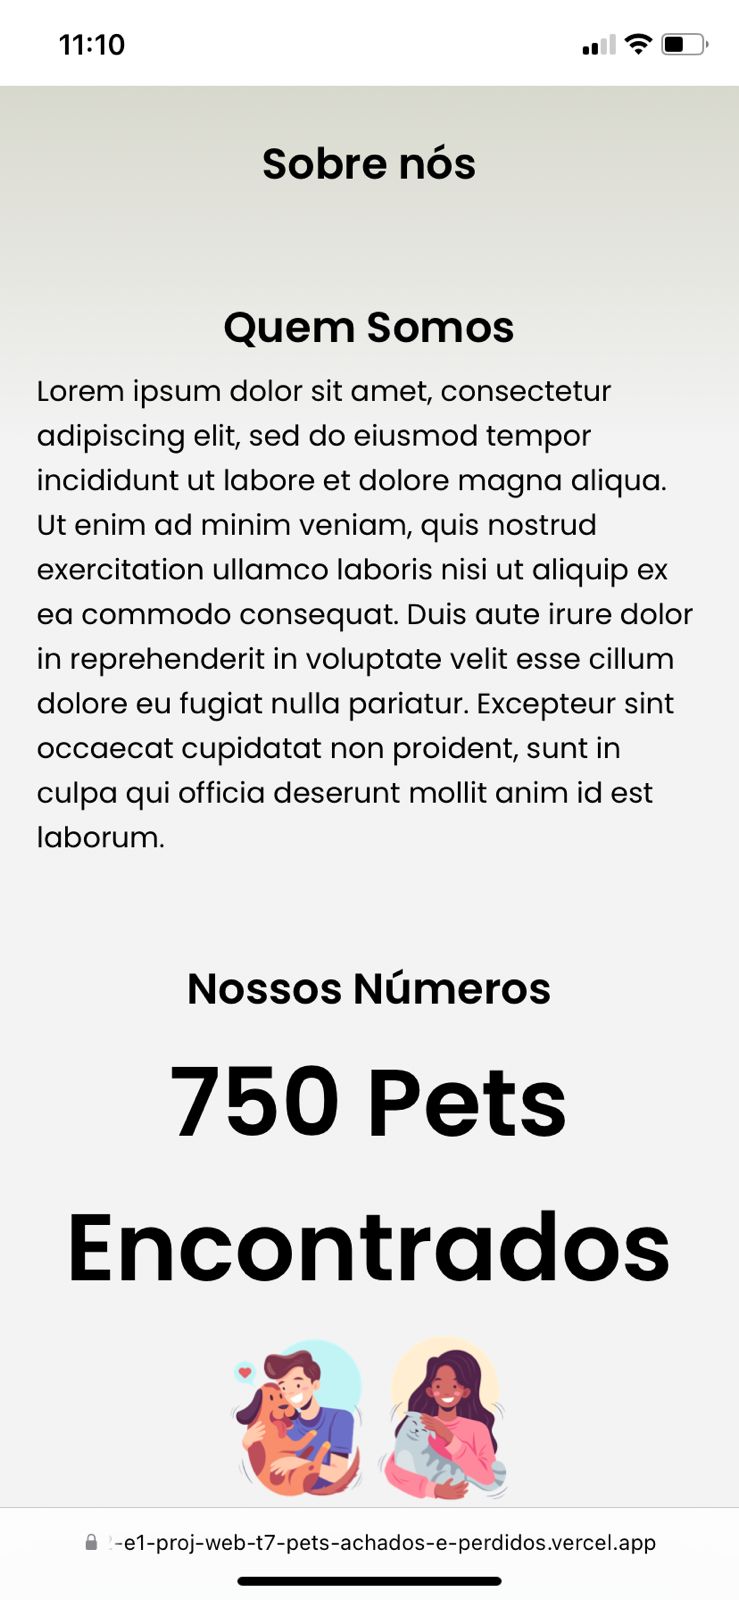 11:10
Sobre nós
Quem Somos
Lorem ipsum dolor sit amet, consectetur
adipiscing elit, sed do eiusmod tempor
incididunt ut labore et dolore magna aliqua.
Ut enim ad minim veniam, quis nostrud
exercitation ullamco laboris nisi ut aliquip ex
ea commodo consequat. Duis aute irure dolor
in reprehenderit in voluptate velit esse cillum
dolore eu fugiat nulla pariatur. Excepteur sint
occaecat cupidatat non proident, sunt in
culpa qui officia deserunt mollit anim id est
laborum.
Nossos Números
750 Pets
Encontrados
-e1-proj-web-t7-pets-achados-e-perdidos.vercel.app